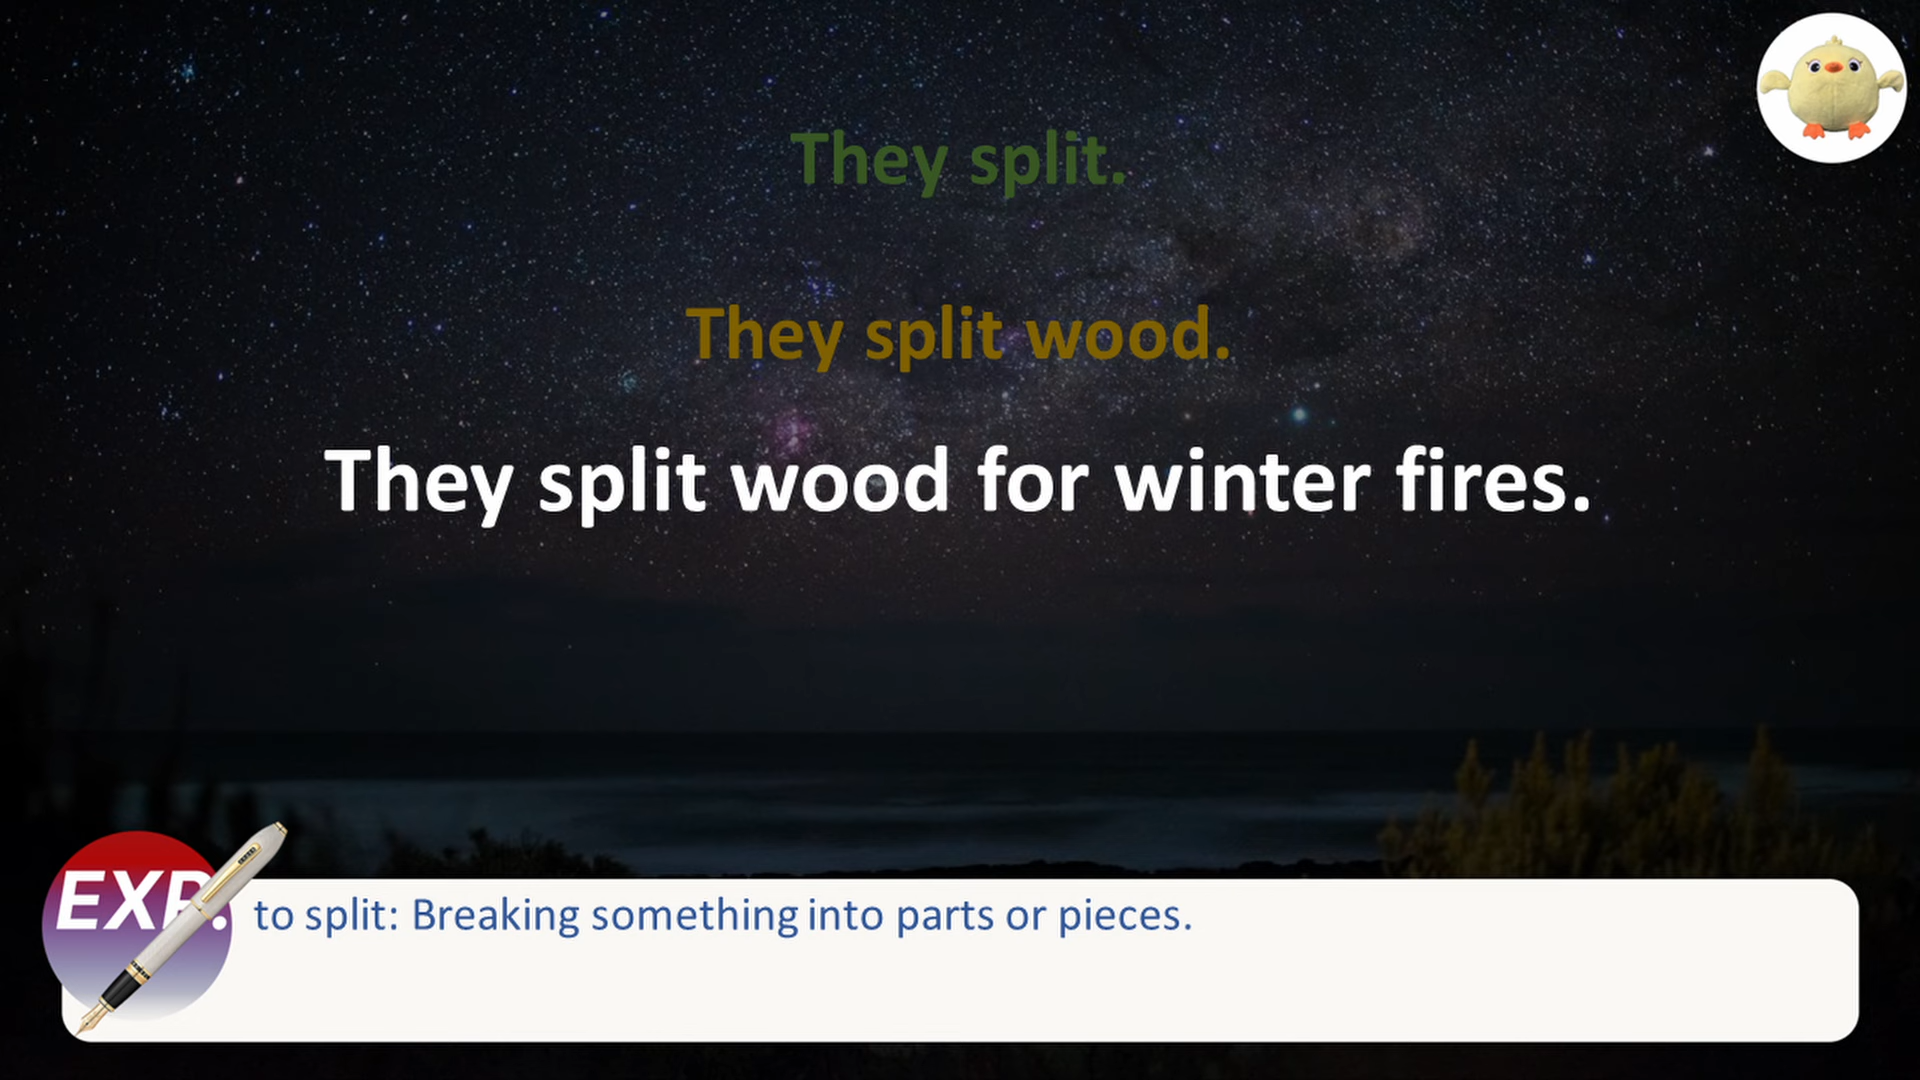 They split.
They split wood.
They split wood for winter fires.
EXP.
to split: Breaking something into parts or pieces.